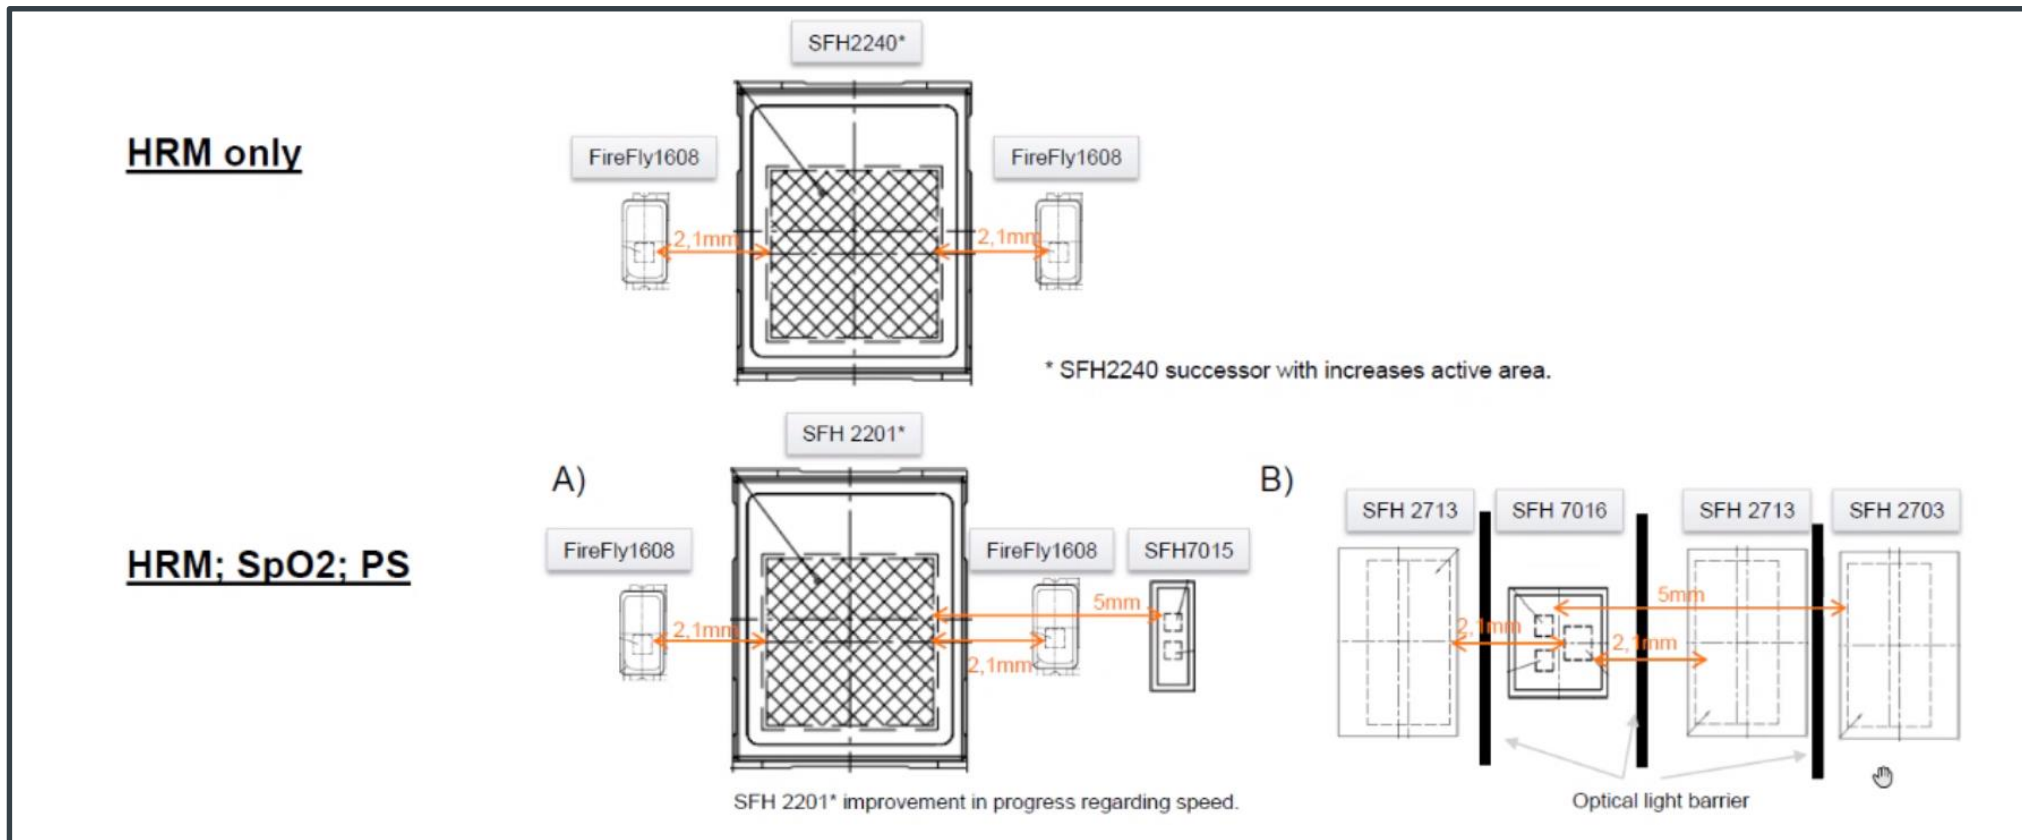 SFH2240*
HRM only
FireFly1608
FireFly1608
2,1mm
2,1mm
* SFH2240 successor with increases active area.
SFH 2201*
A)
B)
SFH 2713
SFH 7016
SFH 2713
SFH 2703
FireFly1608
FireFly1608
SFH7015
HRM; SpO2; PS
5mm
5mm
2,1mm
2,1mm
2,1mm
2,1mm
SFH 2201* improvement in progress regarding speed.
Optical light barrier